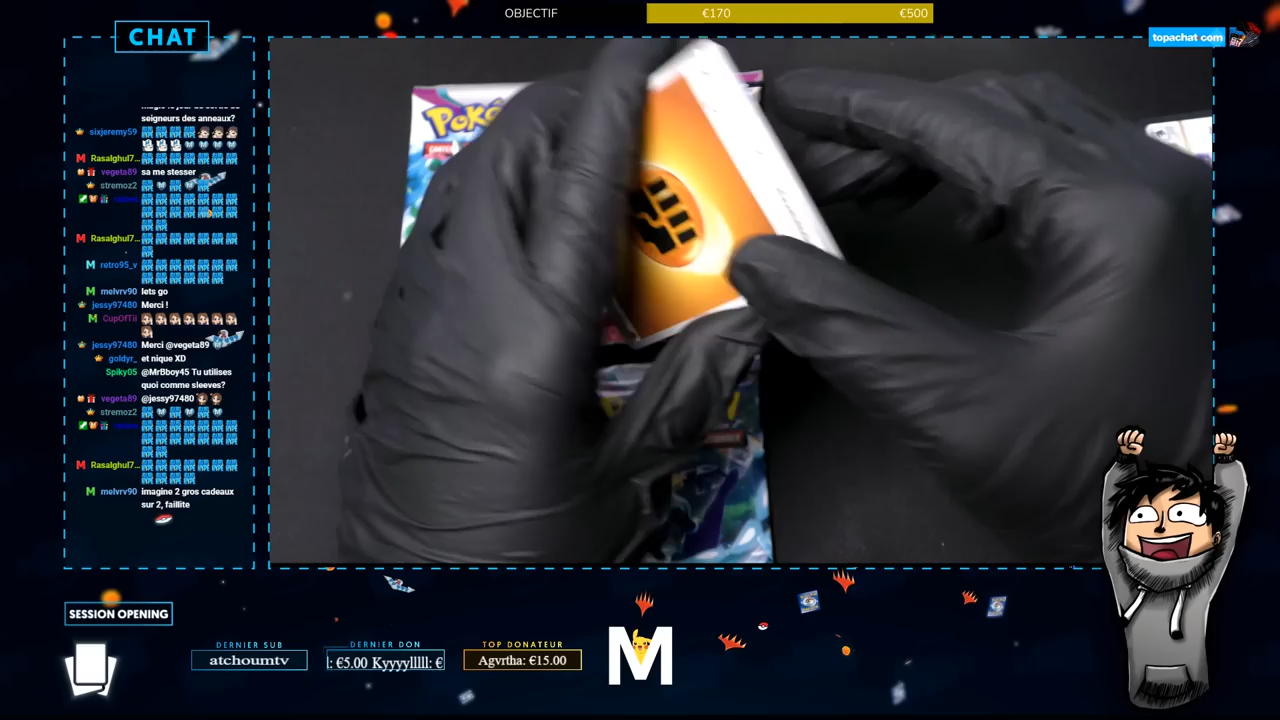 OBJECTIF
€170
€500
CHAT
topachat com
seigneurs des anneaux?
sixjeremy59
Rasalghul7...
vegeta89 sa me stesser
stremoz2
Rasalghul7...
retro95_v
melvrv90 lets go
jessy97480 Merci !
CupOfTii
jessy97480 Merci @vegeta89
goldyr_ et nique XD
Spiky05 @MrBboy45 Tu utilises
quoi comme sleeves?
vegeta89 @jessy97480
stremoz2
Rasalghul7...
melvrv90 imagine 2 gros cadeaux
sur 2, faillite
SESSION OPENING
DERNIER SUB
atchoumtv
DERNIER DON
: €5.00 Kyyyylllll: €
TOP DONATEUR
Agvrtha: €15.00
M